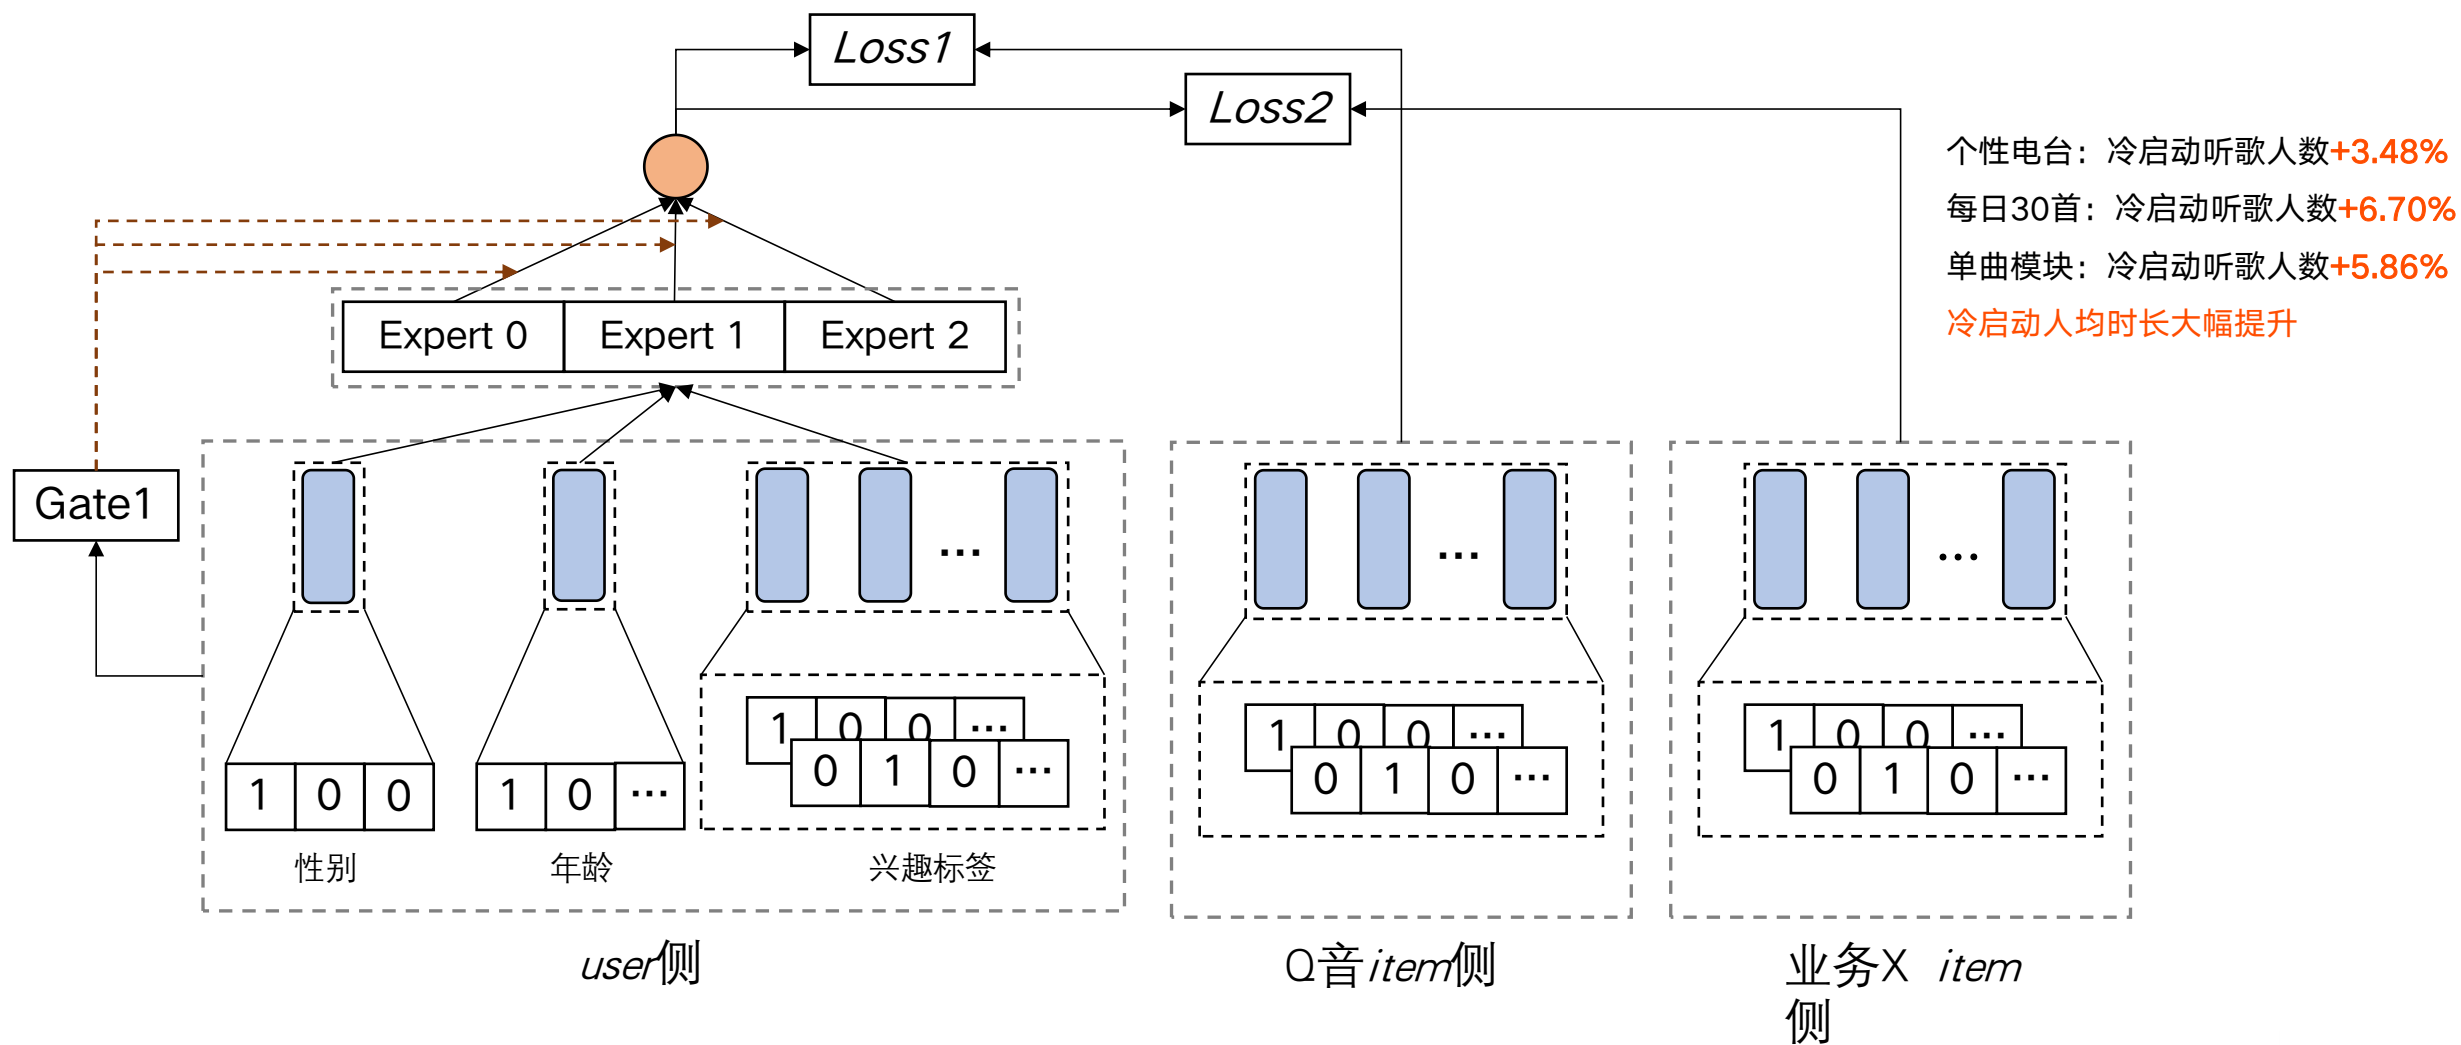 Loss1
Loss2
个性电台：冷启动听歌人数+3.48%
每日30首：冷启动听歌人数+6.70%
单曲模块：冷启动听歌人数+5.86%
冷启动人均时长大幅提升
Expert 0
Expert 1
Expert 2
Gate1
...
...
...
1 0 0 ...
0 1 0 ...
1 0 0 ...
0 1 0 ...
1 0 0 ...
0 1 0 ...
1 0 0
1 0 ...
性别
年龄
兴趣标签
user侧
Q音item侧
业务X item
侧